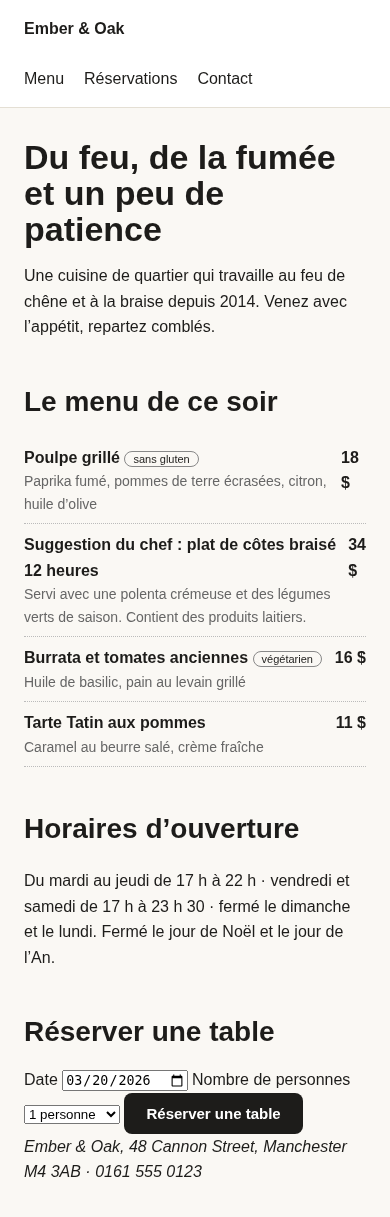 Ember & Oak
Menu Réservations Contact
Du feu, de la fumée
et un peu de
patience
Une cuisine de quartier qui travaille au feu de
chêne et à la braise depuis 2014. Venez avec
l’appétit, repartez comblés.
Le menu de ce soir
Poulpe grillé sans gluten 18 $
Paprika fumé, pommes de terre écrasées, citron,
huile d’olive
Suggestion du chef : plat de côtes braisé 34 $
12 heures
Servi avec une polenta crémeuse et des légumes
verts de saison. Contient des produits laitiers.
Burrata et tomates anciennes végétarien 16 $
Huile de basilic, pain au levain grillé
Tarte Tatin aux pommes 11 $
Caramel au beurre salé, crème fraîche
Horaires d’ouverture
Du mardi au jeudi de 17 h à 22 h · vendredi et
samedi de 17 h à 23 h 30 · fermé le dimanche
et le lundi. Fermé le jour de Noël et le jour de
l’An.
Réserver une table
Date 03/20/2026 Nombre de personnes
1 personne Réserver une table
Ember & Oak, 48 Cannon Street, Manchester
M4 3AB · 0161 555 0123